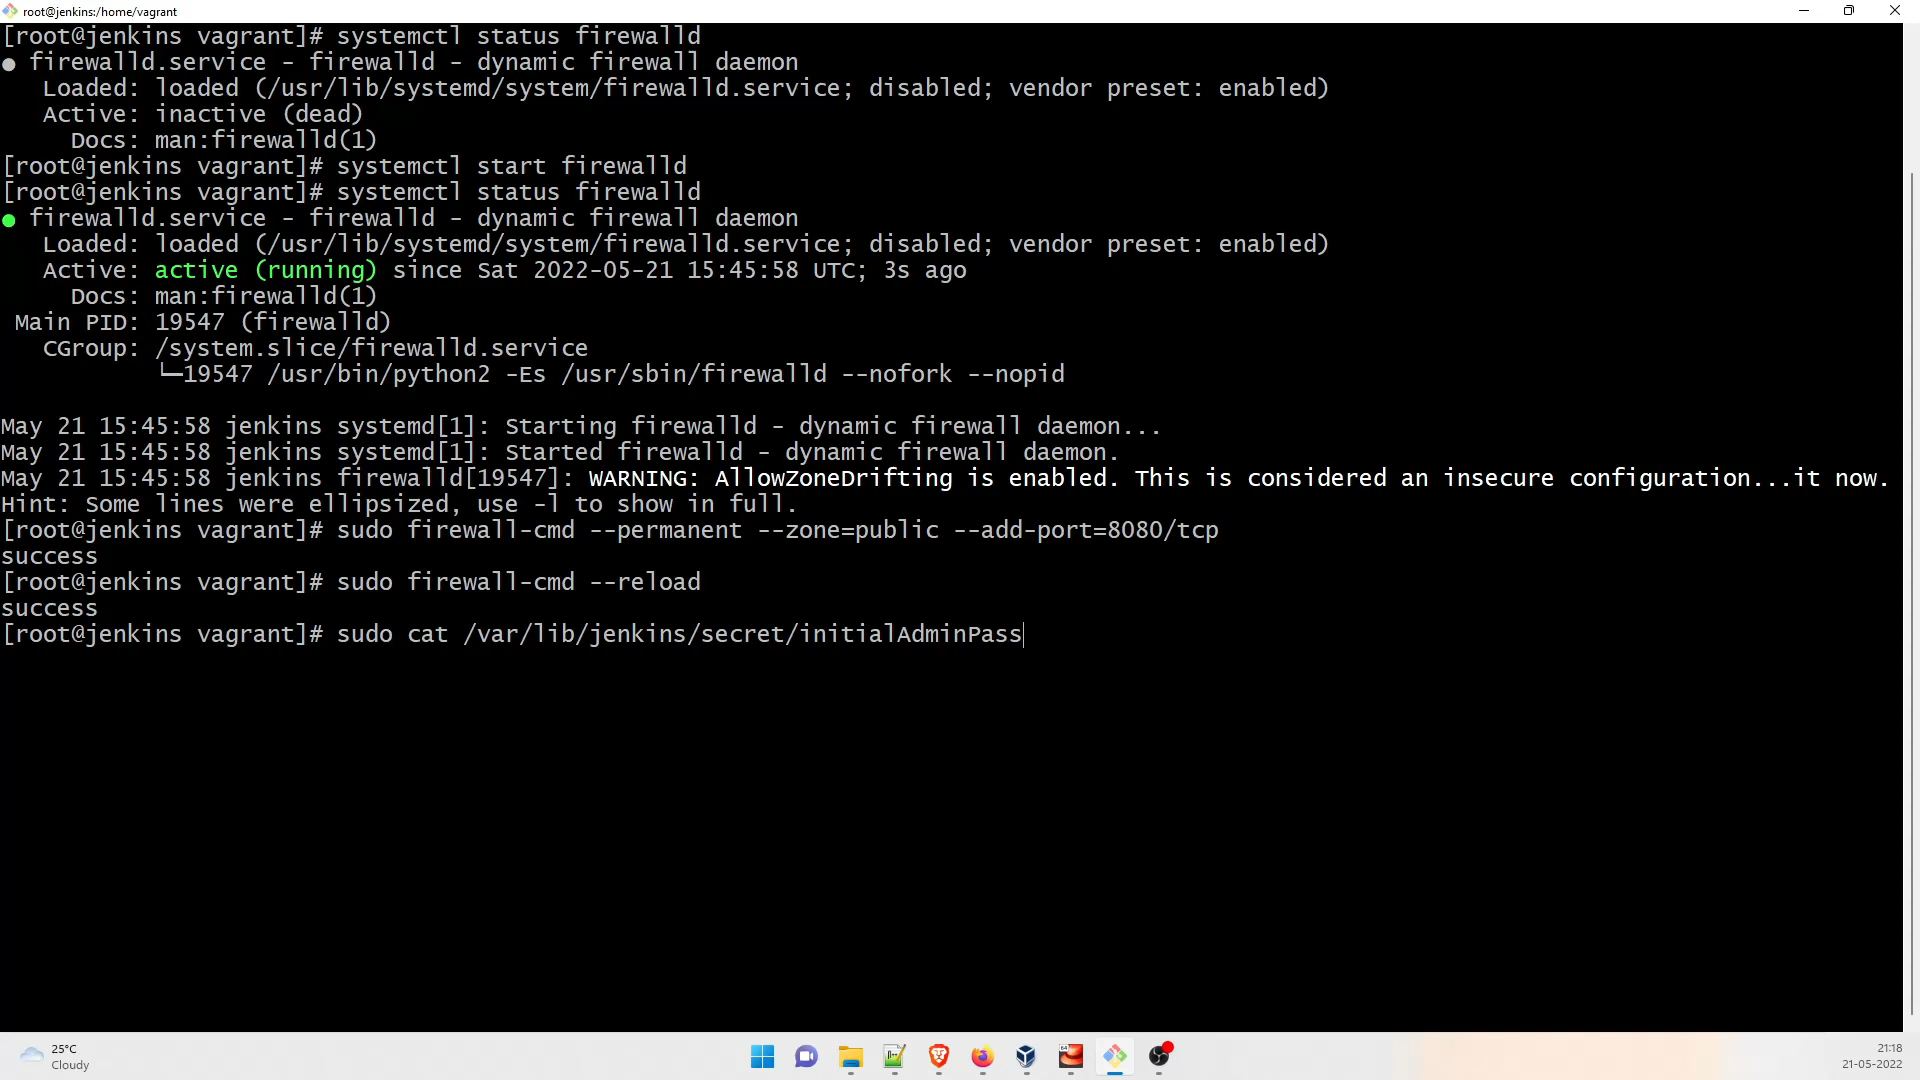 root@jenkins:/home/vagrant
[root@jenkins vagrant]# systemctl status firewalld
● firewalld.service - firewalld - dynamic firewall daemon
   Loaded: loaded (/usr/lib/systemd/system/firewalld.service; disabled; vendor preset: enabled)
   Active: inactive (dead)
     Docs: man:firewalld(1)
[root@jenkins vagrant]# systemctl start firewalld
[root@jenkins vagrant]# systemctl status firewalld
● firewalld.service - firewalld - dynamic firewall daemon
   Loaded: loaded (/usr/lib/systemd/system/firewalld.service; disabled; vendor preset: enabled)
   Active: active (running) since Sat 2022-05-21 15:45:58 UTC; 3s ago
     Docs: man:firewalld(1)
 Main PID: 19547 (firewalld)
   CGroup: /system.slice/firewalld.service
           └─19547 /usr/bin/python2 -Es /usr/sbin/firewalld --nofork --nopid

May 21 15:45:58 jenkins systemd[1]: Starting firewalld - dynamic firewall daemon...
May 21 15:45:58 jenkins systemd[1]: Started firewalld - dynamic firewall daemon.
May 21 15:45:58 jenkins firewalld[19547]: WARNING: AllowZoneDrifting is enabled. This is considered an insecure configuration...it now.
Hint: Some lines were ellipsized, use -l to show in full.
[root@jenkins vagrant]# sudo firewall-cmd --permanent --zone=public --add-port=8080/tcp
success
[root@jenkins vagrant]# sudo firewall-cmd --reload
success
[root@jenkins vagrant]# sudo cat /var/lib/jenkins/secret/initialAdminPass
25°C
Cloudy
64
21:18
21-05-2022